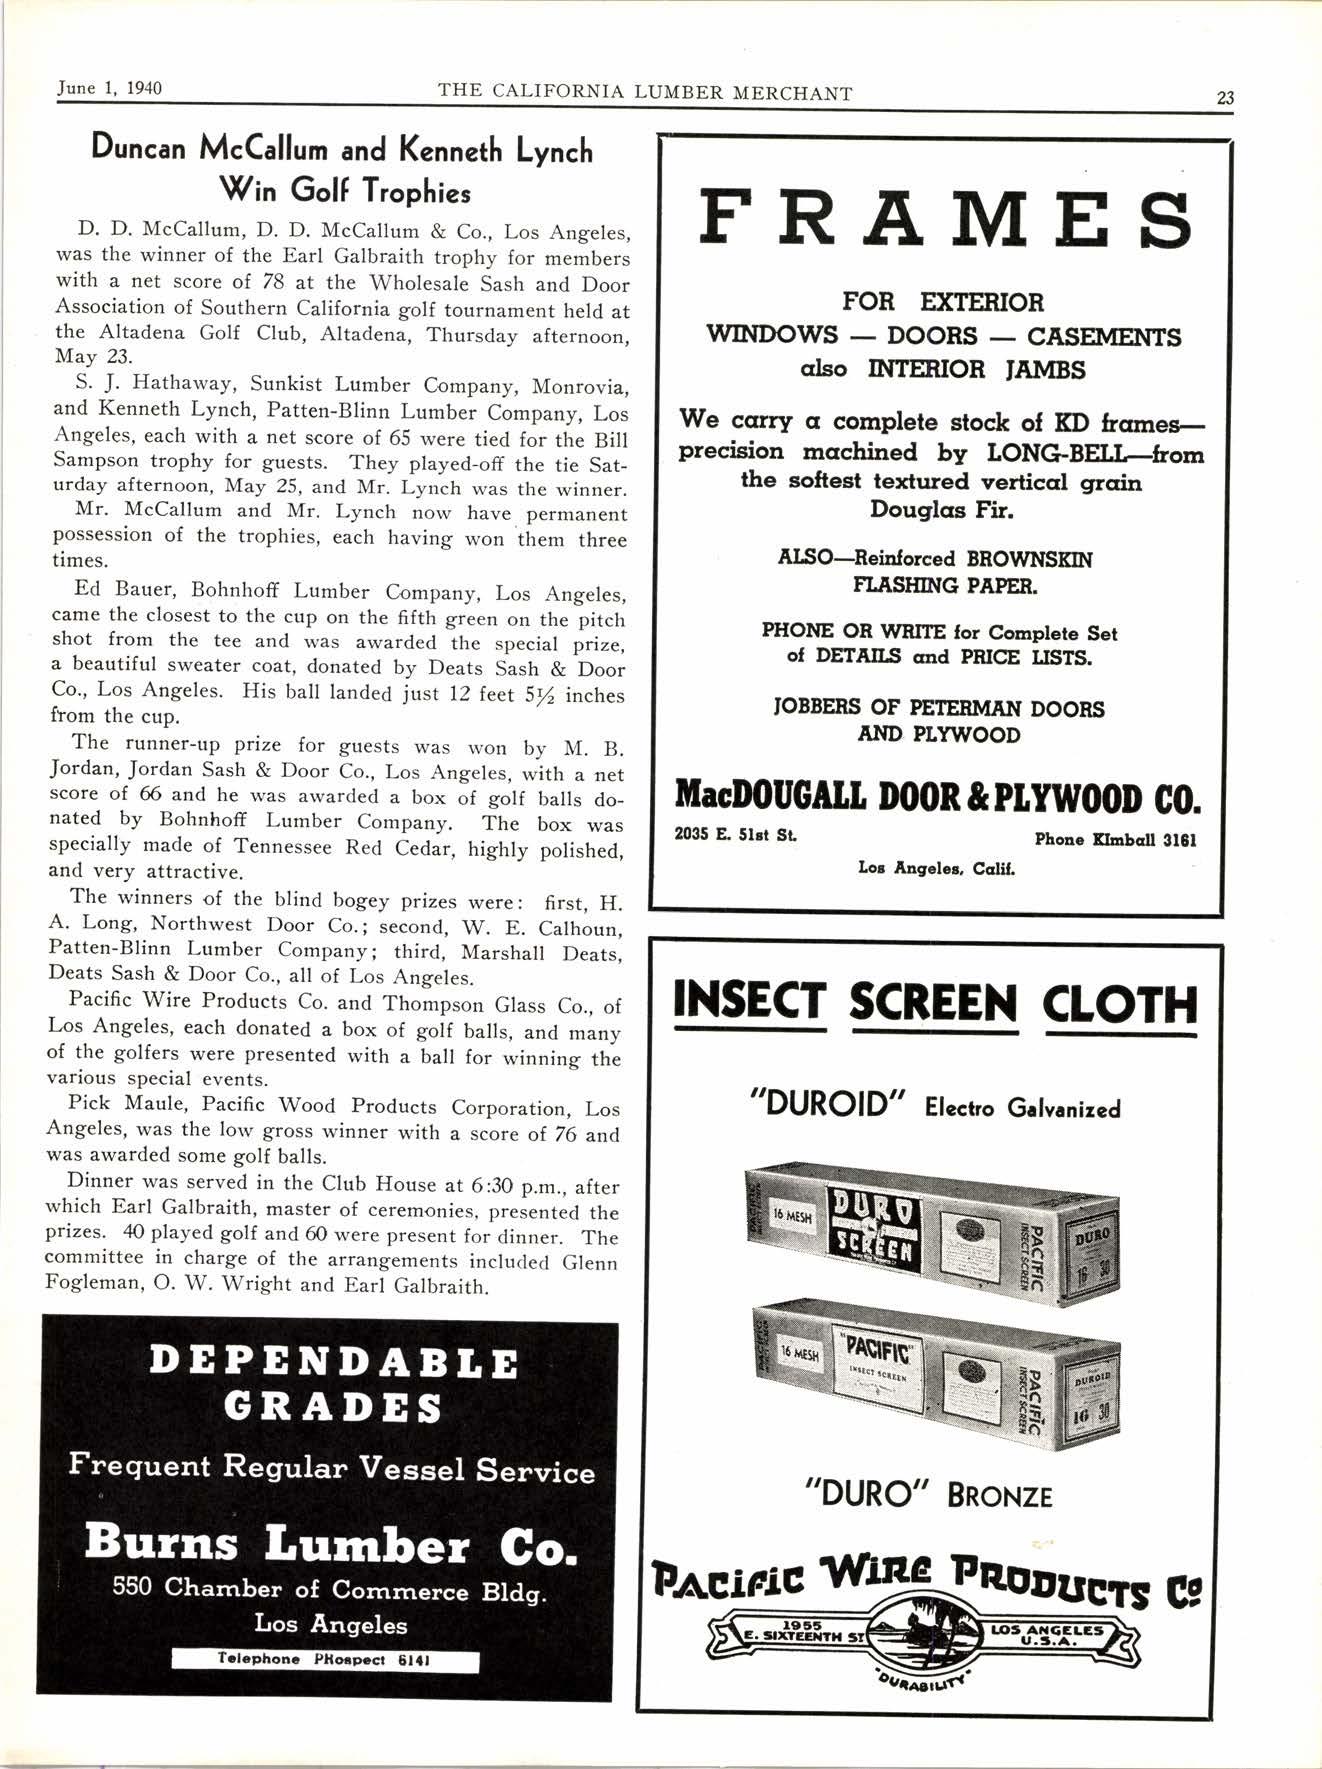 June 1, 1940
THE CALIFORNIA LUMBER MERCHANT
23
Duncan McCallum and Kenneth Lynch
Win Golf Trophies
D. D. McCallum, D. D. McCallum & Co., Los Angeles,
was the winner of the Earl Galbraith trophy for members
with a net score of 78 at the Wholesale Sash and Door
Association of Southern California golf tournament held at
the Altadena Golf Club, Altadena, Thursday afternoon,
May 23.
S. J. Hathaway, Sunkist Lumber Company, Monrovia,
and Kenneth Lynch, Patten-Blinn Lumber Company, Los
Angeles, each with a net score of 65 were tied for the Bill
Sampson trophy for guests. They played-off the tie Sat-
urday afternoon, May 25, and Mr. Lynch was the winner.
Mr. McCallum and Mr. Lynch now have permanent
possession of the trophies, each having won them three
times.
Ed Bauer, Bohnhoff Lumber Company, Los Angeles,
came the closest to the cup on the fifth green on the pitch
shot from the tee and was awarded the special prize,
a beautiful sweater coat, donated by Deats Sash & Door
Co., Los Angeles. His ball landed just 12 feet 5½ inches
from the cup.
The runner-up prize for guests was won by M. B.
Jordan, Jordan Sash & Door Co., Los Angeles, with a net
score of 66 and he was awarded a box of golf balls do-
nated by Bohnhoff Lumber Company. The box was
specially made of Tennessee Red Cedar, highly polished,
and very attractive.
The winners of the blind bogey prizes were: first, H.
A. Long, Northwest Door Co.; second, W. E. Calhoun,
Patten-Blinn Lumber Company; third, Marshall Deats,
Deats Sash & Door Co., all of Los Angeles.
Pacific Wire Products Co. and Thompson Glass Co., of
Los Angeles, each donated a box of golf balls, and many
of the golfers were presented with a ball for winning the
various special events.
Pick Maule, Pacific Wood Products Corporation, Los
Angeles, was the low gross winner with a score of 76 and
was awarded some golf balls.
Dinner was served in the Club House at 6:30 p.m., after
which Earl Galbraith, master of ceremonies, presented the
prizes. 40 played golf and 60 were present for dinner. The
committee in charge of the arrangements included Glenn
Fogleman, O. W. Wright and Earl Galbraith.
DEPENDABLE
GRADES
Frequent Regular Vessel Service
Burns Lumber Co.
550 Chamber of Commerce Bldg.
Los Angeles
Telephone PRospect 6141
FRAMES
FOR EXTERIOR
WINDOWS — DOORS — CASEMENTS
also INTERIOR JAMBS
We carry a complete stock of KD frames—
precision machined by LONG-BELL—from
the softest textured vertical grain
Douglas Fir.
ALSO—Reinforced BROWNSKIN
FLASHING PAPER.
PHONE OR WRITE for Complete Set
of DETAILS and PRICE LISTS.
JOBBERS OF PETERMAN DOORS
AND PLYWOOD
MacDOUGALL DOOR & PLYWOOD CO.
2035 E. 51st St.
Phone KImball 3161
Los Angeles, Calif.
INSECT SCREEN CLOTH
"DUROID" Electro Galvanized
PACIFIC
INSECT SCREEN
16 MESH
DURO
SCREEN
PACIFIC
INSECT SCREEN
DURO
16 30
PACIFIC
16 MESH
"PACIFIC"
INSECT SCREEN
PACIFIC
INSECT SCREEN
DUROID
16 30
"DURO" BRONZE
PACIFIC WIRE PRODUCTS Co
1955
E. SIXTEENTH ST
LOS ANGELES
U.S.A.
"DURABILITY"